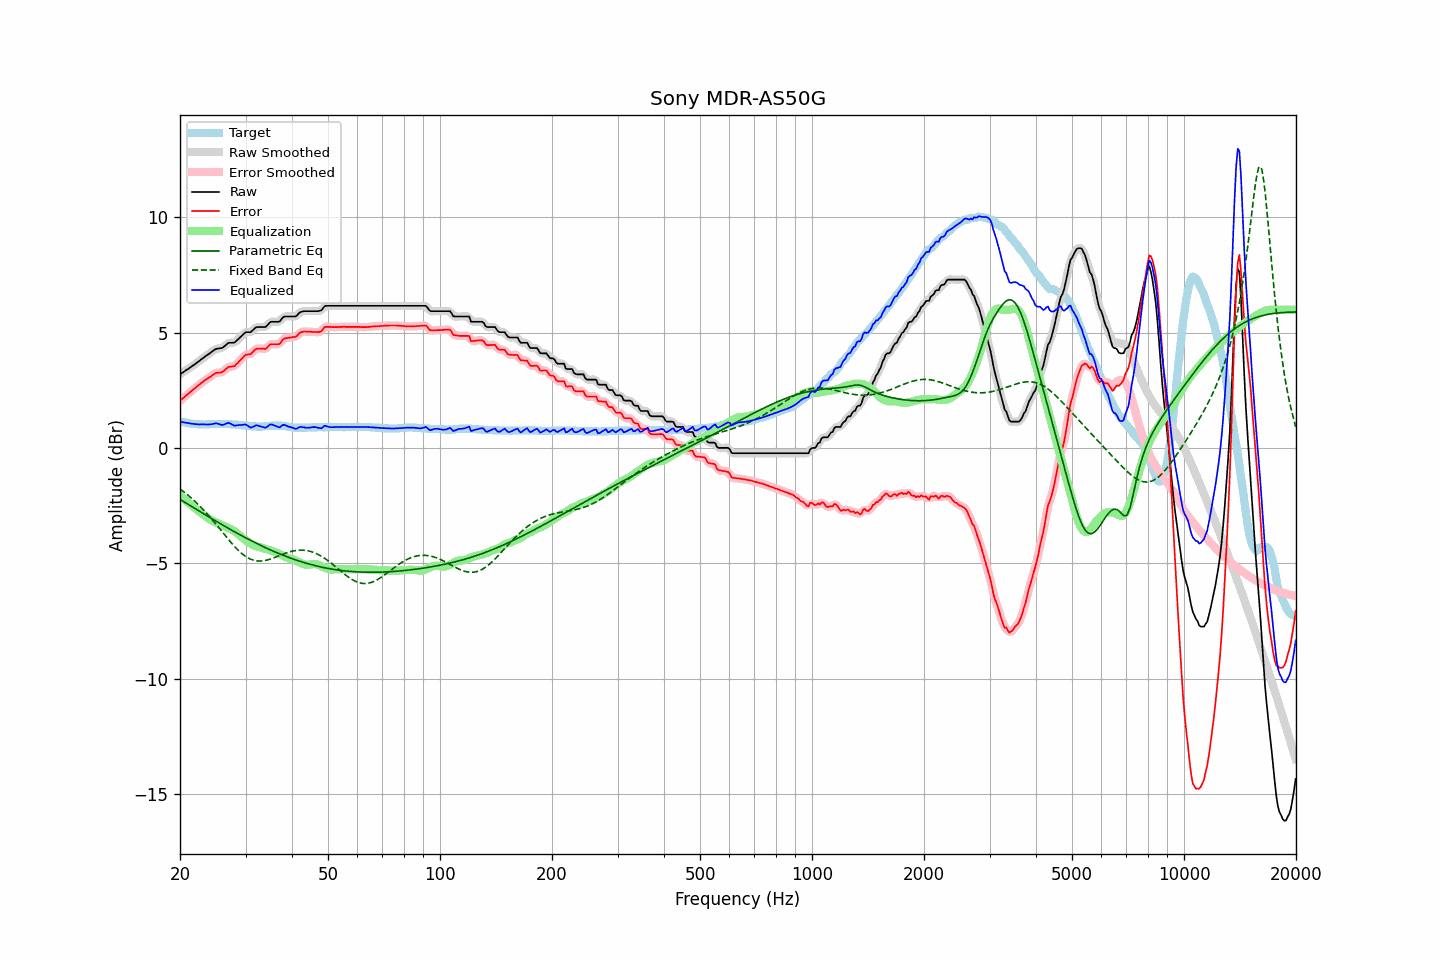 Sony MDR-AS50G
Target
Raw Smoothed
Error Smoothed
Raw
Error
Equalization
Parametric Eq
Fixed Band Eq
Equalized
10
5
0
−5
−10
−15
Amplitude (dBr)
20 50 100 200 500 1000 2000 5000 10000 20000
Frequency (Hz)